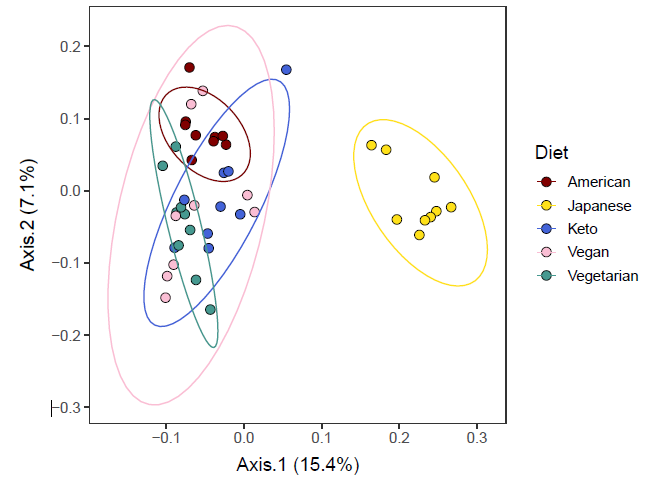 0.2
0.1
0.0
−0.1
−0.2
−0.3
Axis.2 (7.1%)
−0.1 0.0 0.1 0.2 0.3
Axis.1 (15.4%)
Diet
American
Japanese
Keto
Vegan
Vegetarian